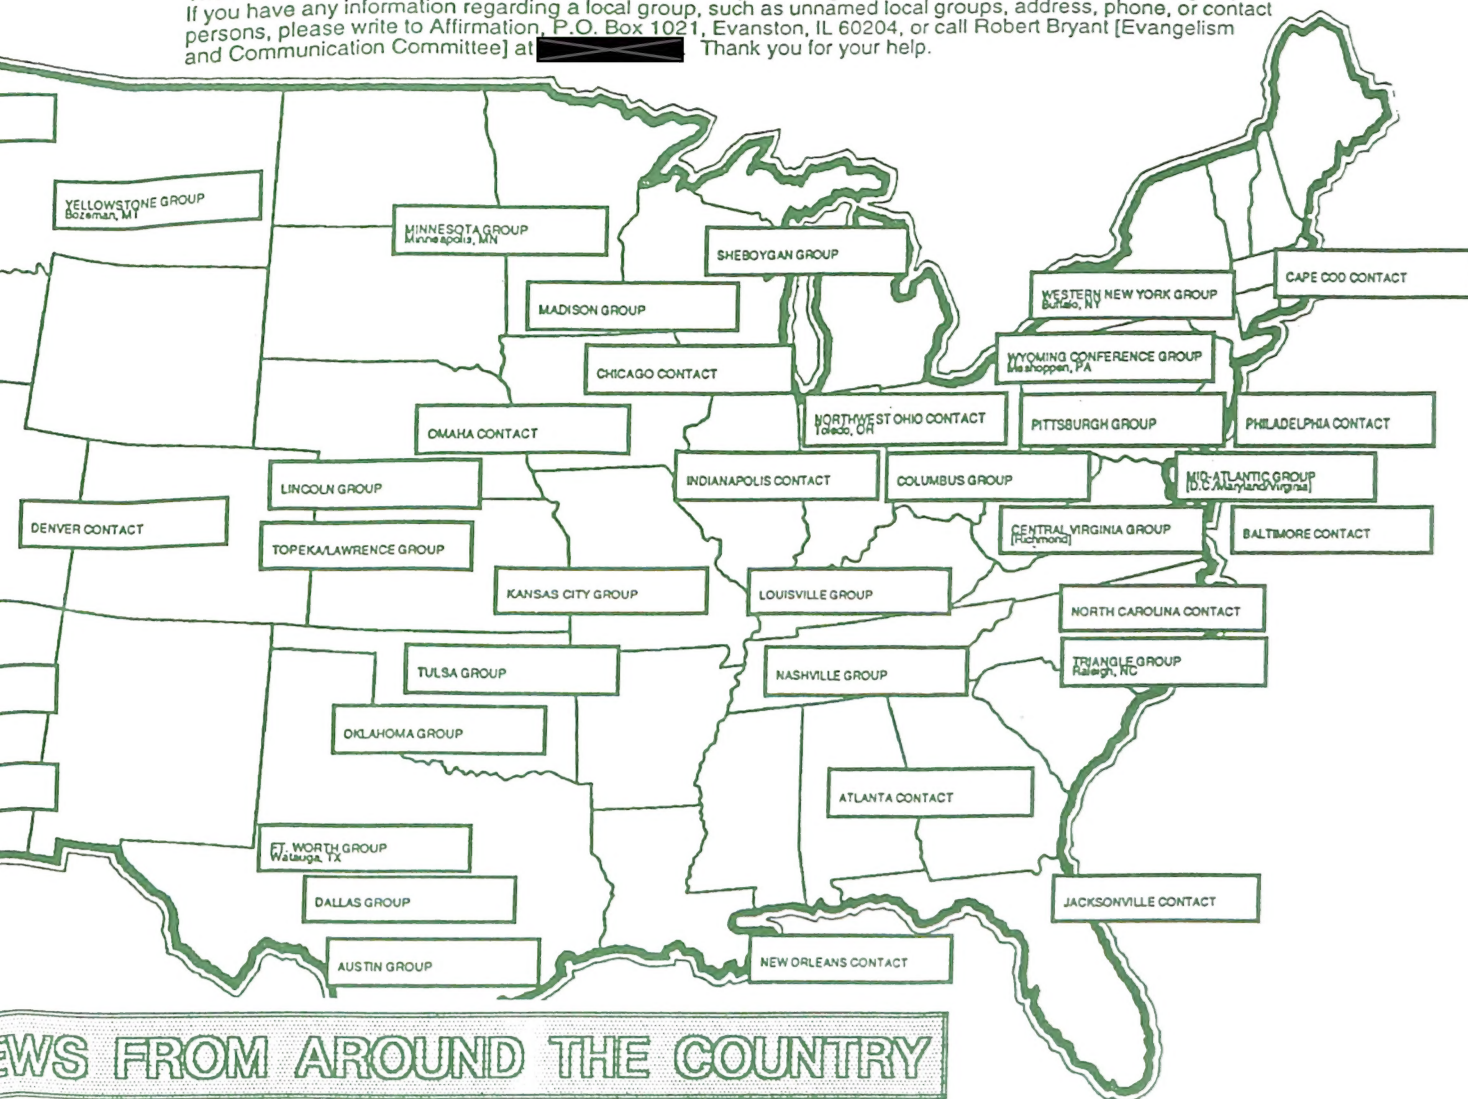 If you have any information regarding a local group, such as unnamed local groups, address, phone, or contact
persons, please write to Affirmation, P.O. Box 1021, Evanston, IL 60204, or call Robert Bryant [Evangelism
and Communication Committee] at Thank you for your help.
YELLOWSTONE GROUP
Bozeman, MT
MINNESOTA GROUP
Minneapolis, MN
SHEBOYGAN GROUP
CAPE COD CONTACT
WESTERN NEW YORK GROUP
Buffalo, NY
MADISON GROUP
WYOMING CONFERENCE GROUP
Meshoppen, PA
CHICAGO CONTACT
NORTHWEST OHIO CONTACT
Toledo, OR
PITTSBURGH GROUP
PHILADELPHIA CONTACT
OMAHA CONTACT
LINCOLN GROUP
INDIANAPOLIS CONTACT
COLUMBUS GROUP
MID-ATLANTIC GROUP
[D.C./Maryland/Virginia]
DENVER CONTACT
TOPEKA/LAWRENCE GROUP
CENTRAL VIRGINIA GROUP
[Richmond]
BALTIMORE CONTACT
KANSAS CITY GROUP
LOUISVILLE GROUP
NORTH CAROLINA CONTACT
TULSA GROUP
NASHVILLE GROUP
TRIANGLE GROUP
Raleigh, NC
OKLAHOMA GROUP
ATLANTA CONTACT
FT. WORTH GROUP
Watauga, TX
DALLAS GROUP
JACKSONVILLE CONTACT
AUSTIN GROUP
NEW ORLEANS CONTACT
EWS FROM AROUND THE COUNTRY